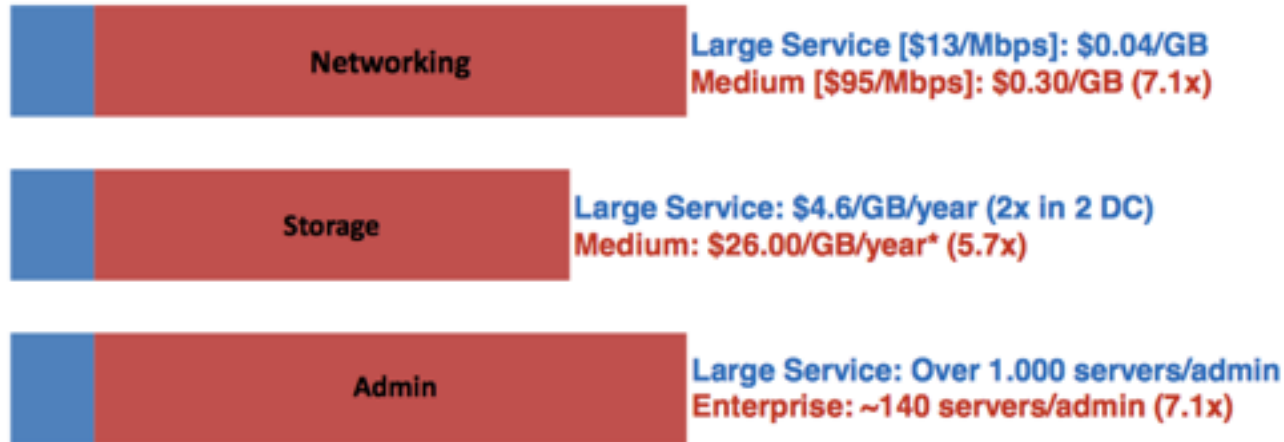 Networking
Large Service [$13/Mbps]: $0.04/GB
Medium [$95/Mbps]: $0.30/GB (7.1x)
Storage
Large Service: $4.6/GB/year (2x in 2 DC)
Medium: $26.00/GB/year* (5.7x)
Admin
Large Service: Over 1.000 servers/admin
Enterprise: ~140 servers/admin (7.1x)